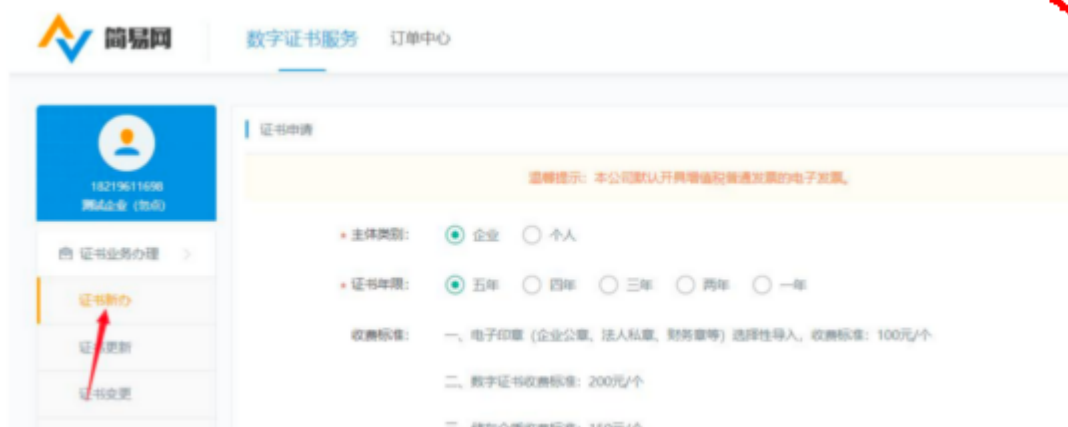 简易网
数字证书服务 订单中心
证书申请
温馨提示：本公司默认开具增值税普通发票的电子发票。
18219611698
测试企业（勿点）
* 主体类别： 企业 个人
证书业务办理
* 证书年限： 五年 四年 三年 两年 一年
证书新办
收费标准： 一、电子印章（企业公章、法人私章、财务章等）选择性导入，收费标准：100元/个
证书更新
二、数字证书收费标准：200元/个
证书变更